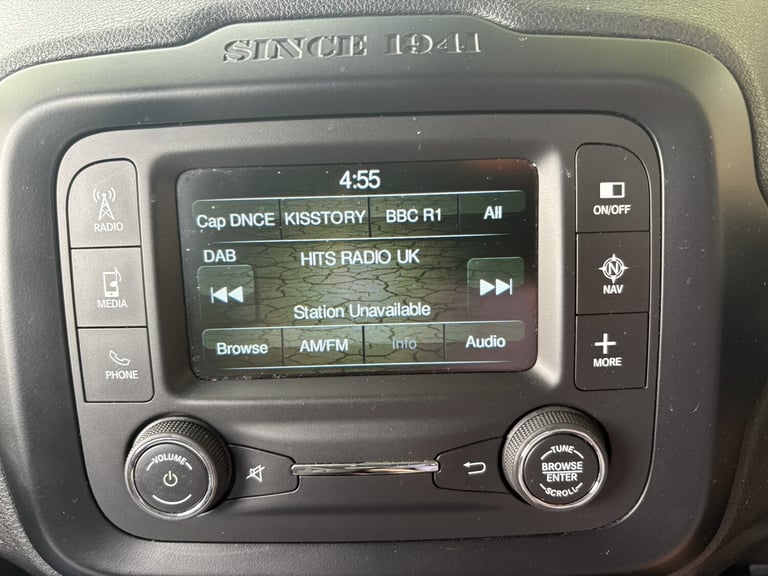 SINCE 1941
4:55
Cap DNCE KISSTORY BBC R1 All
DAB HITS RADIO UK
Station Unavailable
Browse AM/FM Info Audio
RADIO
MEDIA
PHONE
ON/OFF
N
NAV
MORE
VOLUME
TUNE
BROWSE
ENTER
SCROLL